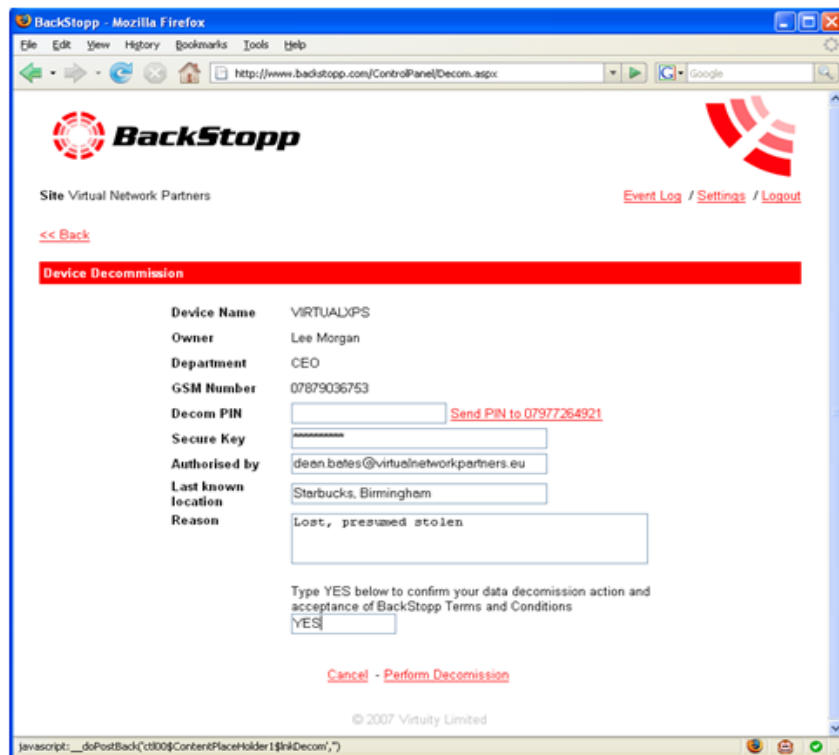 BackStopp - Mozilla Firefox
File Edit View History Bookmarks Tools Help
http://www.backstopp.com/ControlPanel/Decom.aspx
Google
BackStopp
Site Virtual Network Partners
Event Log / Settings / Logout
<< Back
Device Decommission
Device Name VIRTUALXPS
Owner Lee Morgan
Department CEO
GSM Number 07879036753
Decom PIN Send PIN to 07977264921
Secure Key **********
Authorised by dean.bates@virtualnetworkpartners.eu
Last known
location Starbucks, Birmingham
Reason Lost, presumed stolen
Type YES below to confirm your data decomission action and
acceptance of BackStopp Terms and Conditions
YES
Cancel - Perform Decomission
© 2007 Virtuity Limited
javascript:__doPostBack('ctl00$ContentPlaceHolder1$lnkDecom','')